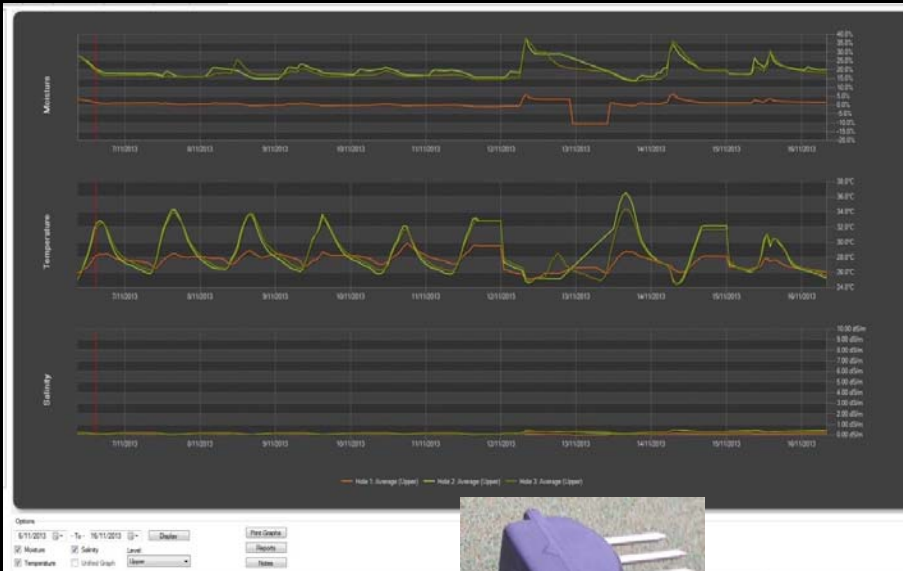 Moisture
40.0%
35.0%
30.0%
25.0%
20.0%
15.0%
10.0%
5.0%
0.0%
-5.0%
-10.0%
-15.0%
-20.0%
7/11/2013 8/11/2013 9/11/2013 10/11/2013 11/11/2013 12/11/2013 13/11/2013 14/11/2013 15/11/2013 16/11/2013
Temperature
38.0°C
36.0°C
34.0°C
32.0°C
30.0°C
28.0°C
26.0°C
24.0°C
7/11/2013 8/11/2013 9/11/2013 10/11/2013 11/11/2013 12/11/2013 13/11/2013 14/11/2013 15/11/2013 16/11/2013
Salinity
10.00 dS/m
9.00 dS/m
8.00 dS/m
7.00 dS/m
6.00 dS/m
5.00 dS/m
4.00 dS/m
3.00 dS/m
2.00 dS/m
1.00 dS/m
0.00 dS/m
7/11/2013 8/11/2013 9/11/2013 10/11/2013 11/11/2013 12/11/2013 13/11/2013 14/11/2013 15/11/2013 16/11/2013
Hole 1: Average (Upper) Hole 2: Average (Upper) Hole 3: Average (Upper)
Options
6/11/2013 - To - 16/11/2013 Display Print Graphs
Moisture Salinity Level: Reports
Temperature Unified Graph Upper Notes